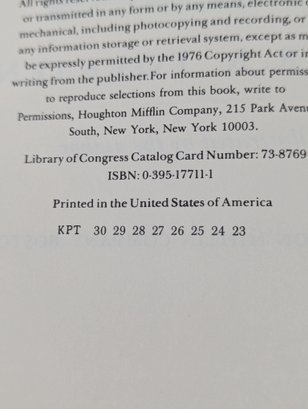 All rights
or transmitted in any form or by any means, electronic
mechanical, including photocopying and recording, or
any information storage or retrieval system, except as m
be expressly permitted by the 1976 Copyright Act or i
writing from the publisher. For information about permiss
to reproduce selections from this book, write to
Permissions, Houghton Mifflin Company, 215 Park Avenu
South, New York, New York 10003.
Library of Congress Catalog Card Number: 73-8769
ISBN: 0-395-17711-1
Printed in the United States of America
KPT 30 29 28 27 26 25 24 23